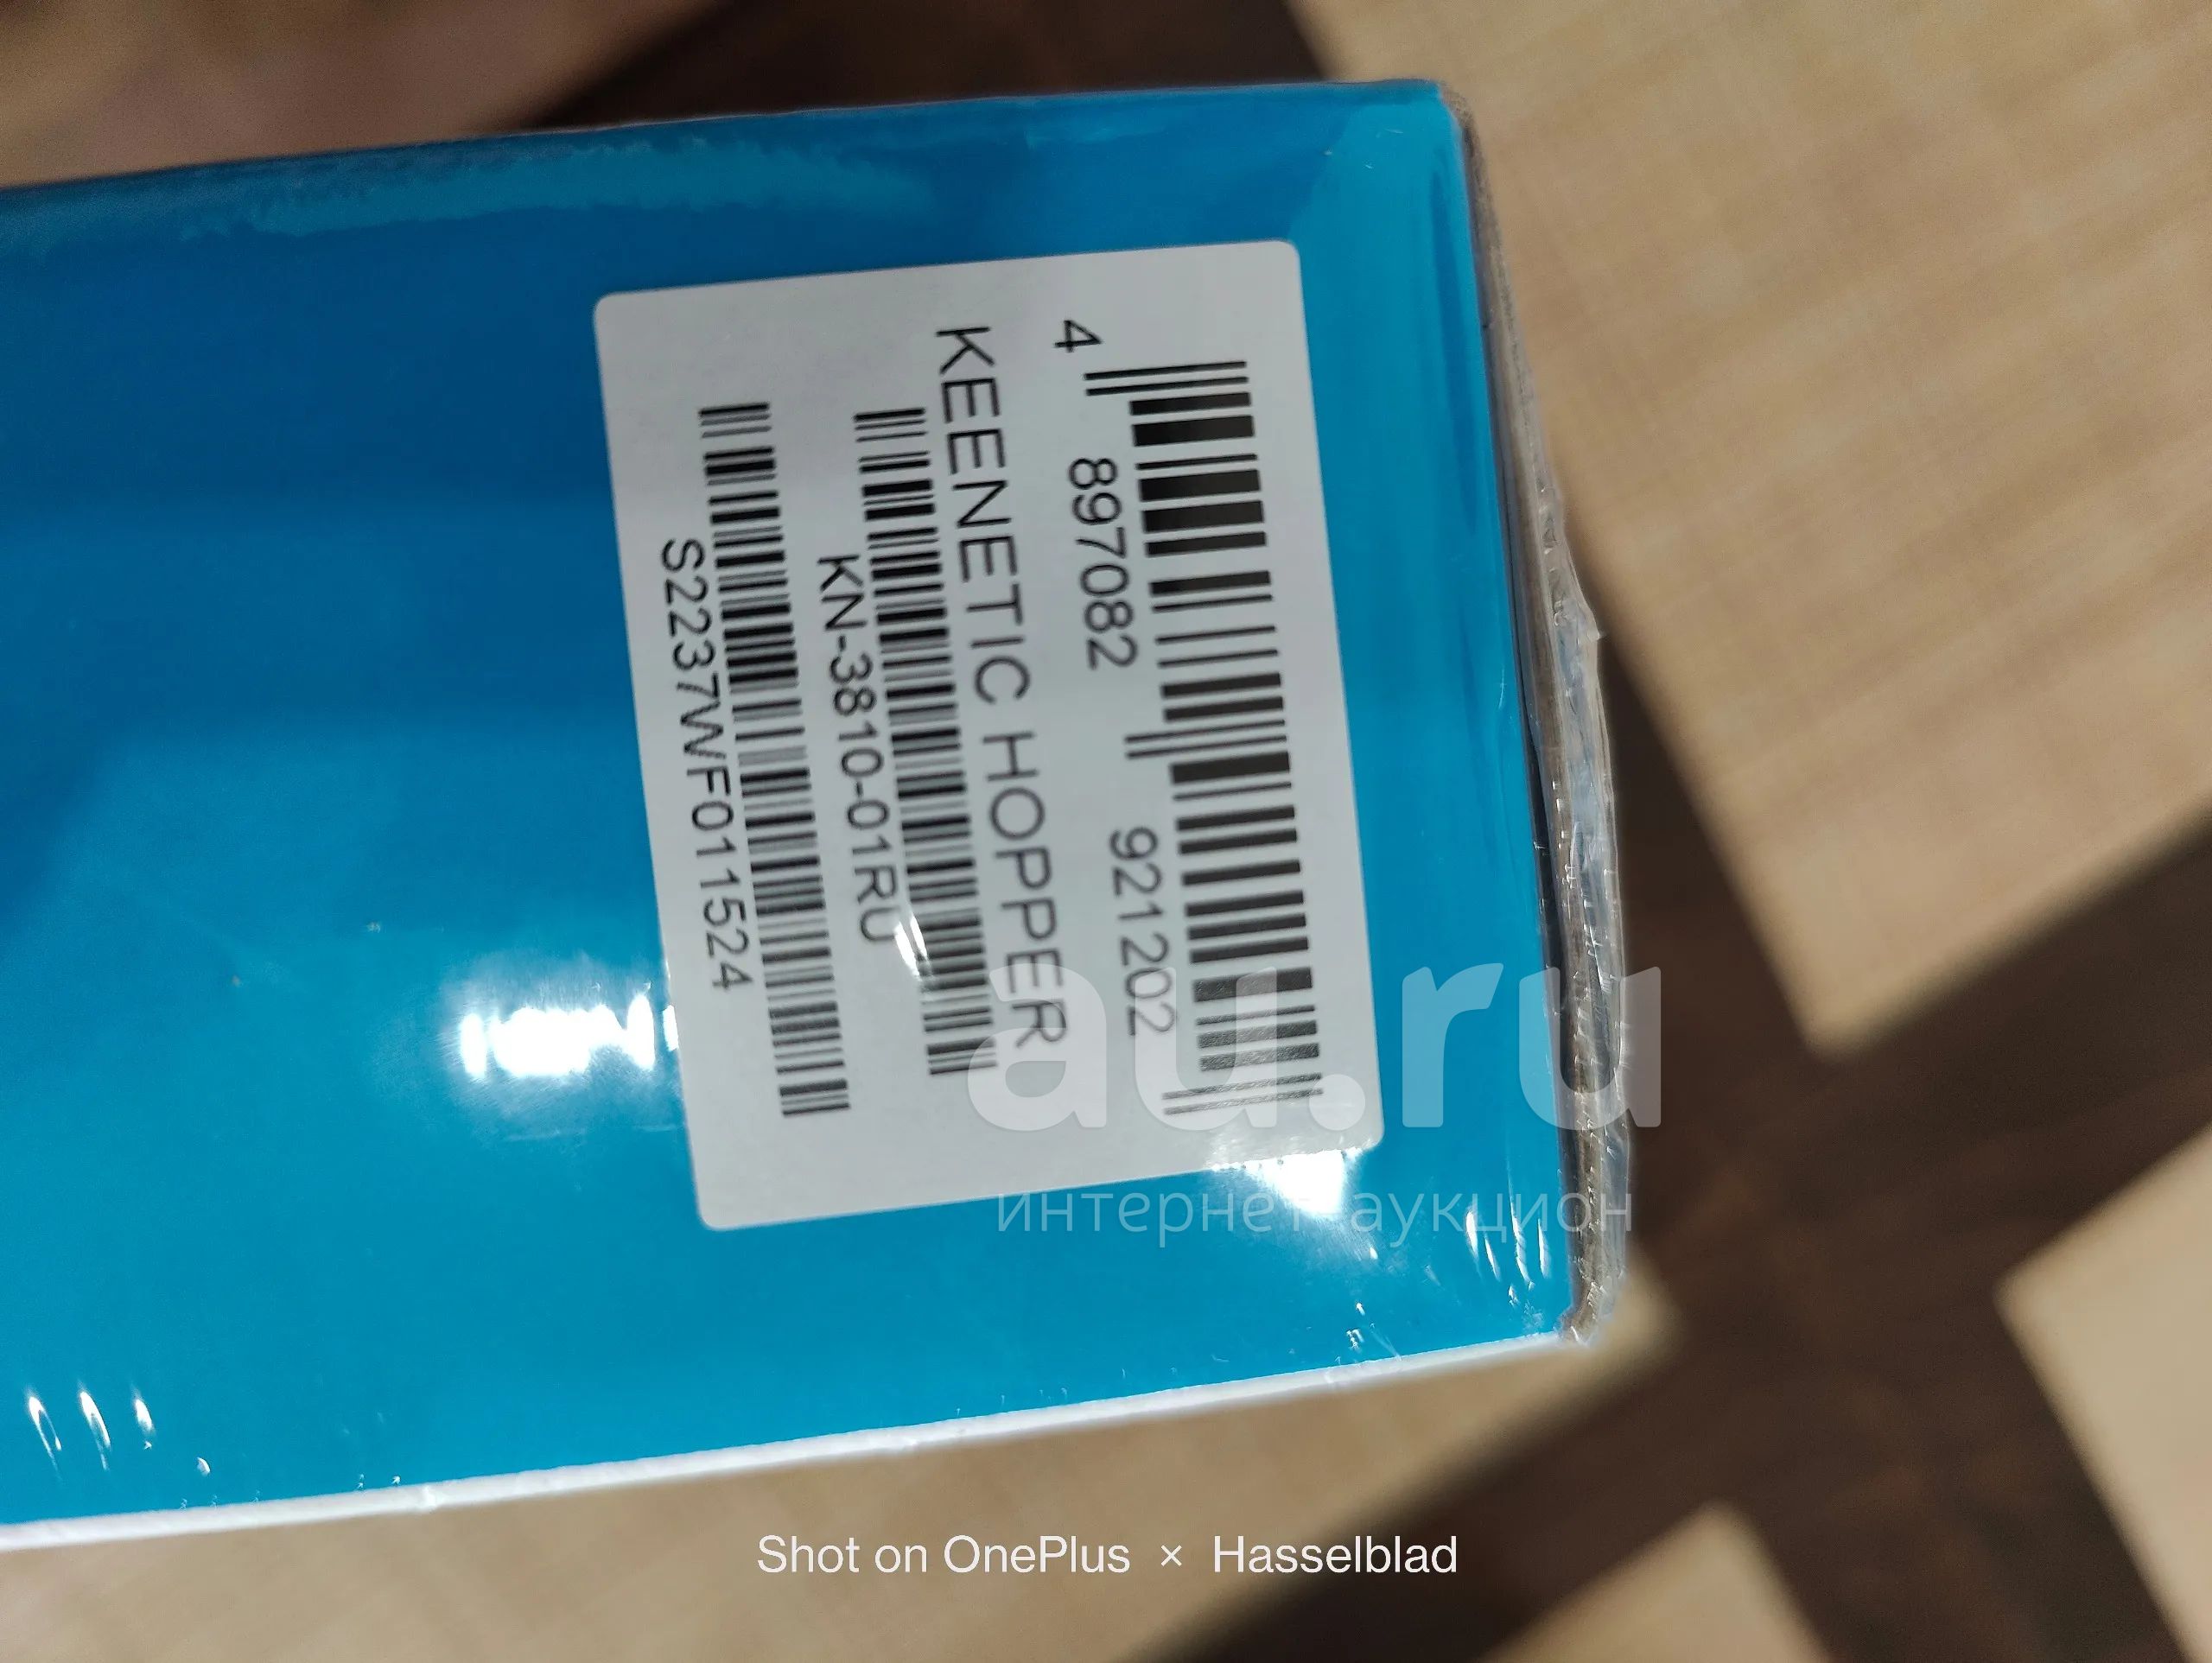 4 897082 921202
KEENETIC HOPPER
KN-3810-01RU
S2237WF011524
au.ru
интернет-аукцион
Shot on OnePlus × Hasselblad